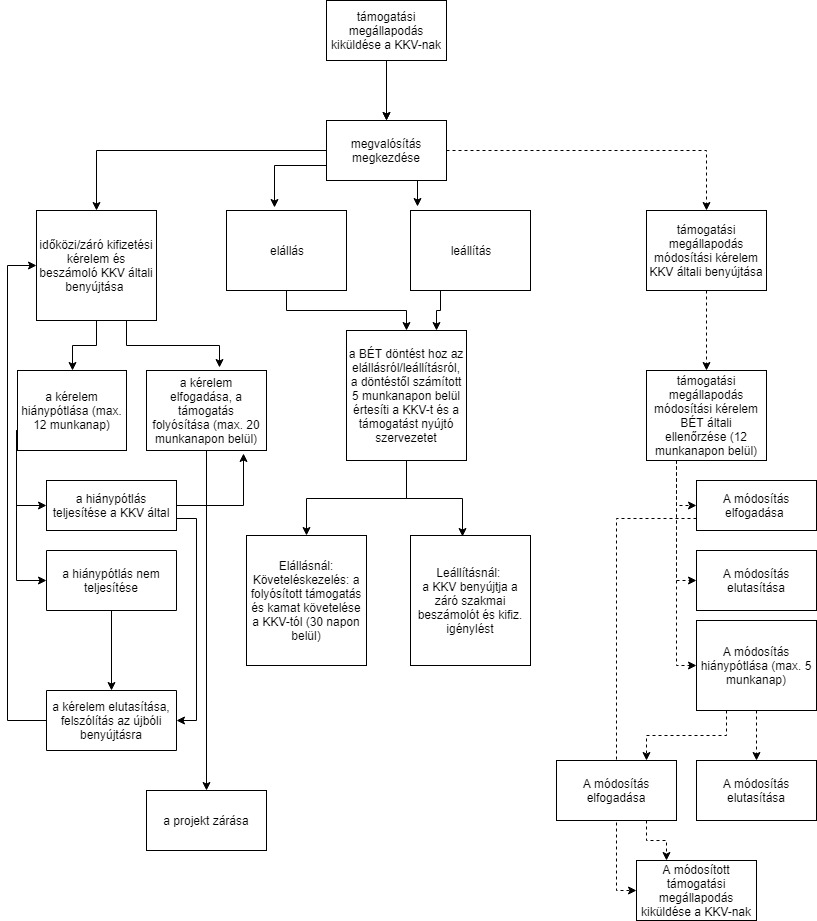 támogatási
megállapodás
kiküldése a KKV-nak
megvalósítás
megkezdése
időközi/záró kifizetési
kérelem és
beszámoló KKV általi
benyújtása
elállás
leállítás
támogatási
megállapodás
módosítási kérelem
KKV általi benyújtása
a kérelem
hiánypótlása (max.
12 munkanap)
a kérelem
elfogadása, a
támogatás
folyósítása (max. 20
munkanapon belül)
a BÉT döntést hoz az
elállásról/leállításról,
a döntéstől számított
5 munkanapon belül
értesíti a KKV-t és a
támogatást nyújtó
szervezetet
támogatási
megállapodás
módosítási kérelem
BÉT általi
ellenőrzése (12
munkanapon belül)
a hiánypótlás
teljesítése a KKV által
a hiánypótlás nem
teljesítése
A módosítás
elfogadása
A módosítás
elutasítása
Elállásnál:
Követeléskezelés: a
folyósított támogatás
és kamat követelése
a KKV-tól (30 napon
belül)
Leállításnál:
a KKV benyújtja a
záró szakmai
beszámolót és kifiz.
igénylést
A módosítás
hiánypótlása (max. 5
munkanap)
a kérelem elutasítása,
felszólítás az újbóli
benyújtásra
a projekt zárása
A módosítás
elfogadása
A módosítás
elutasítása
A módosított
támogatási
megállapodás
kiküldése a KKV-nak